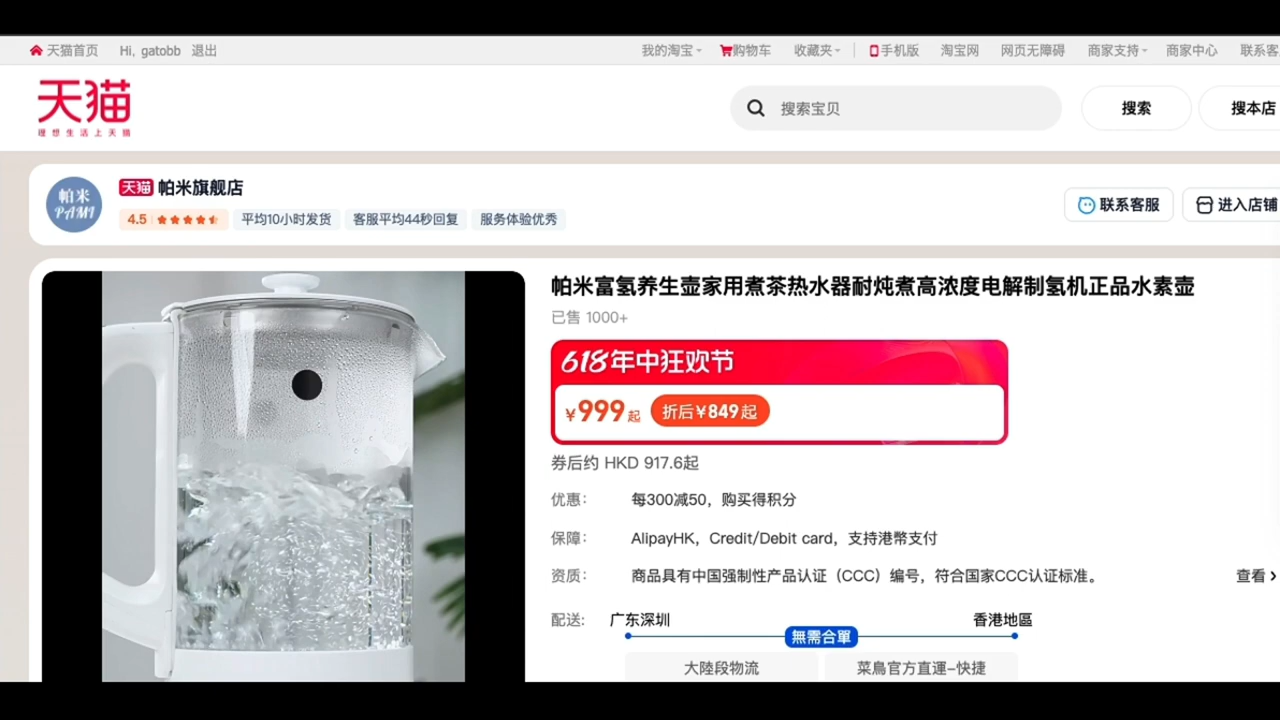 天猫首页 Hi, gatobb 退出 我的淘宝 购物车 收藏夹 手机版 淘宝网 网页无障碍 商家支持 商家中心 联系客
天猫
理想生活上天猫
搜索宝贝 搜索 搜本店
帕米
PAMI
天猫 帕米旗舰店
4.5 平均10小时发货 客服平均44秒回复 服务体验优秀
联系客服 进入店铺
帕米富氢养生壶家用煮茶热水器耐炖煮高浓度电解制氢机正品水素壶
已售 1000+
618年中狂欢节
¥999起 折后¥849起
券后约 HKD 917.6起
优惠： 每300减50，购买得积分
保障： AlipayHK，Credit/Debit card，支持港幣支付
资质： 商品具有中国强制性产品认证（CCC）编号，符合国家CCC认证标准。 查看
配送: 广东深圳 香港地區
無需合單
大陸段物流 菜鳥官方直運-快捷